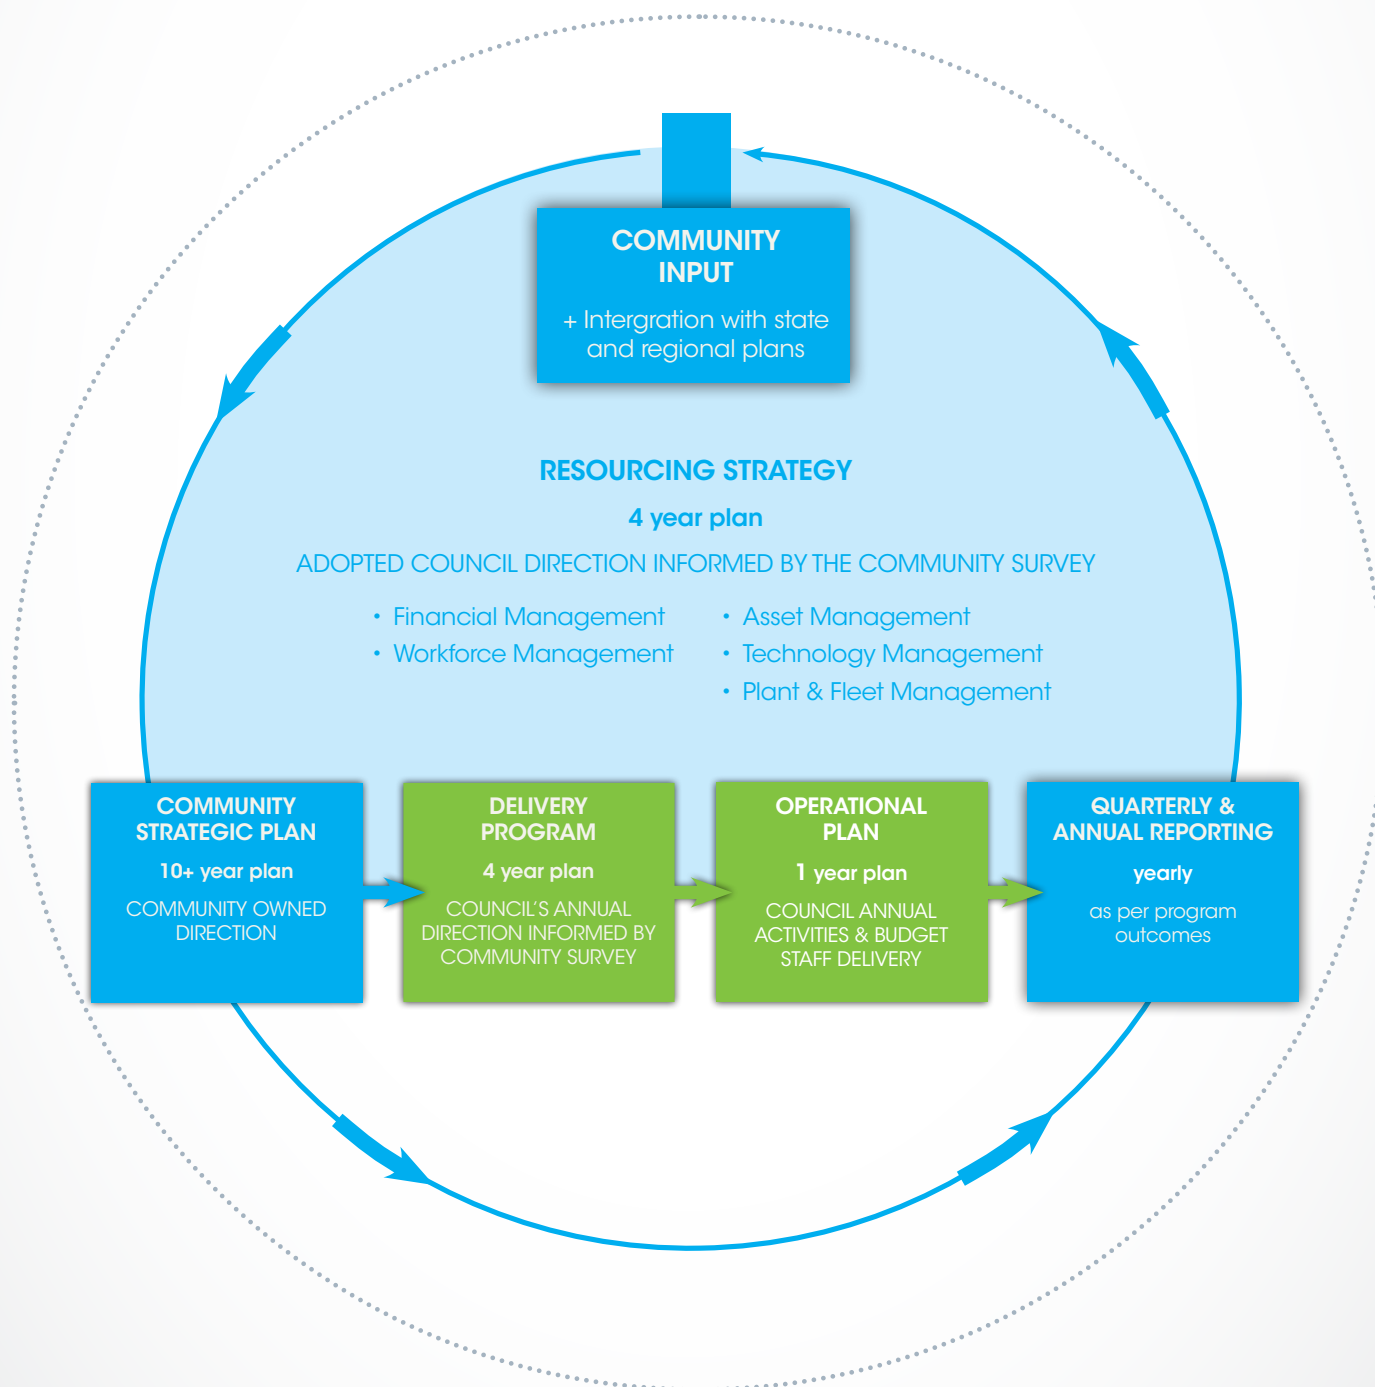 COMMUNITY
INPUT
+ Intergration with state
and regional plans
RESOURCING STRATEGY
4 year plan
ADOPTED COUNCIL DIRECTION INFORMED BY THE COMMUNITY SURVEY
• Financial Management
• Workforce Management
• Asset Management
• Technology Management
• Plant & Fleet Management
COMMUNITY
STRATEGIC PLAN
10+ year plan
COMMUNITY OWNED
DIRECTION
DELIVERY
PROGRAM
4 year plan
COUNCIL'S ANNUAL
DIRECTION INFORMED BY
COMMUNITY SURVEY
OPERATIONAL
PLAN
1 year plan
COUNCIL ANNUAL
ACTIVITIES & BUDGET
STAFF DELIVERY
QUARTERLY &
ANNUAL REPORTING
yearly
as per program
outcomes